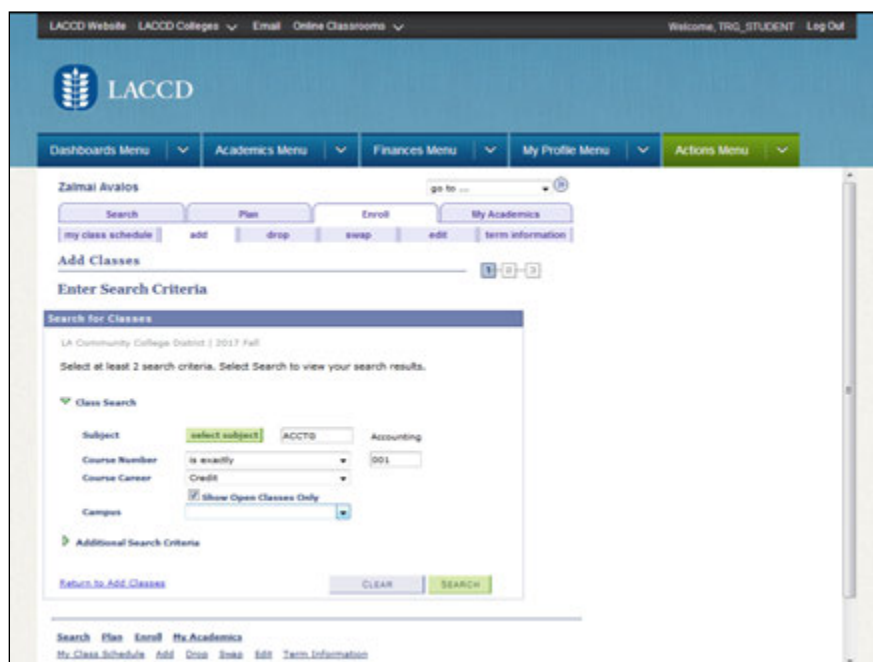 LACCD Website LACCD Colleges Email Online Classrooms Welcome, TRG_STUDENT Log Out
LACCD
Dashboards Menu Academics Menu Finances Menu My Profile Menu Actions Menu
Zalmai Avalos go to ...
Search Plan Enroll My Academics
my class schedule add drop swap edit term information
Add Classes
1 2 3
Enter Search Criteria
Search for Classes
LA Community College District | 2017 Fall
Select at least 2 search criteria. Select Search to view your search results.
Class Search
Subject select subject ACCTG Accounting
Course Number is exactly 001
Course Career Credit
Show Open Classes Only
Campus
Additional Search Criteria
Return to Add Classes CLEAR SEARCH
Search Plan Enroll My Academics
My Class Schedule Add Drop Swap Edit Term Information